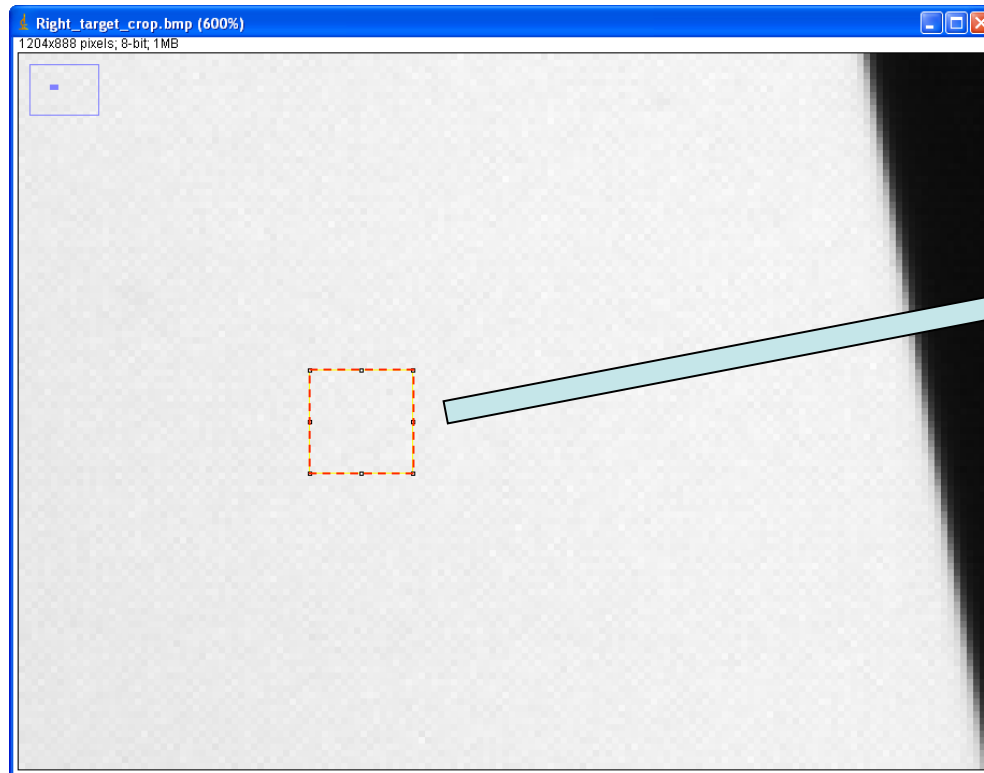 Right_target_crop.bmp (600%)
1204x888 pixels; 8-bit; 1MB